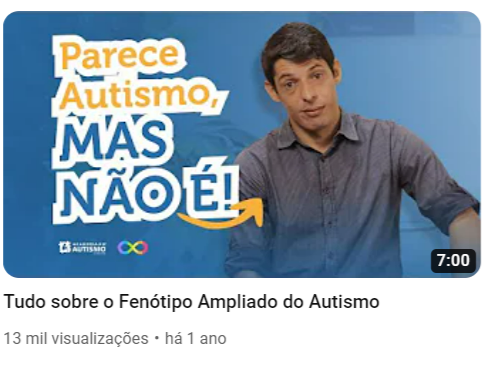 Parece
Autismo,
MAS
NÃO É!
AUTISMO
7:00
Tudo sobre o Fenótipo Ampliado do Autismo
13 mil visualizações • há 1 ano